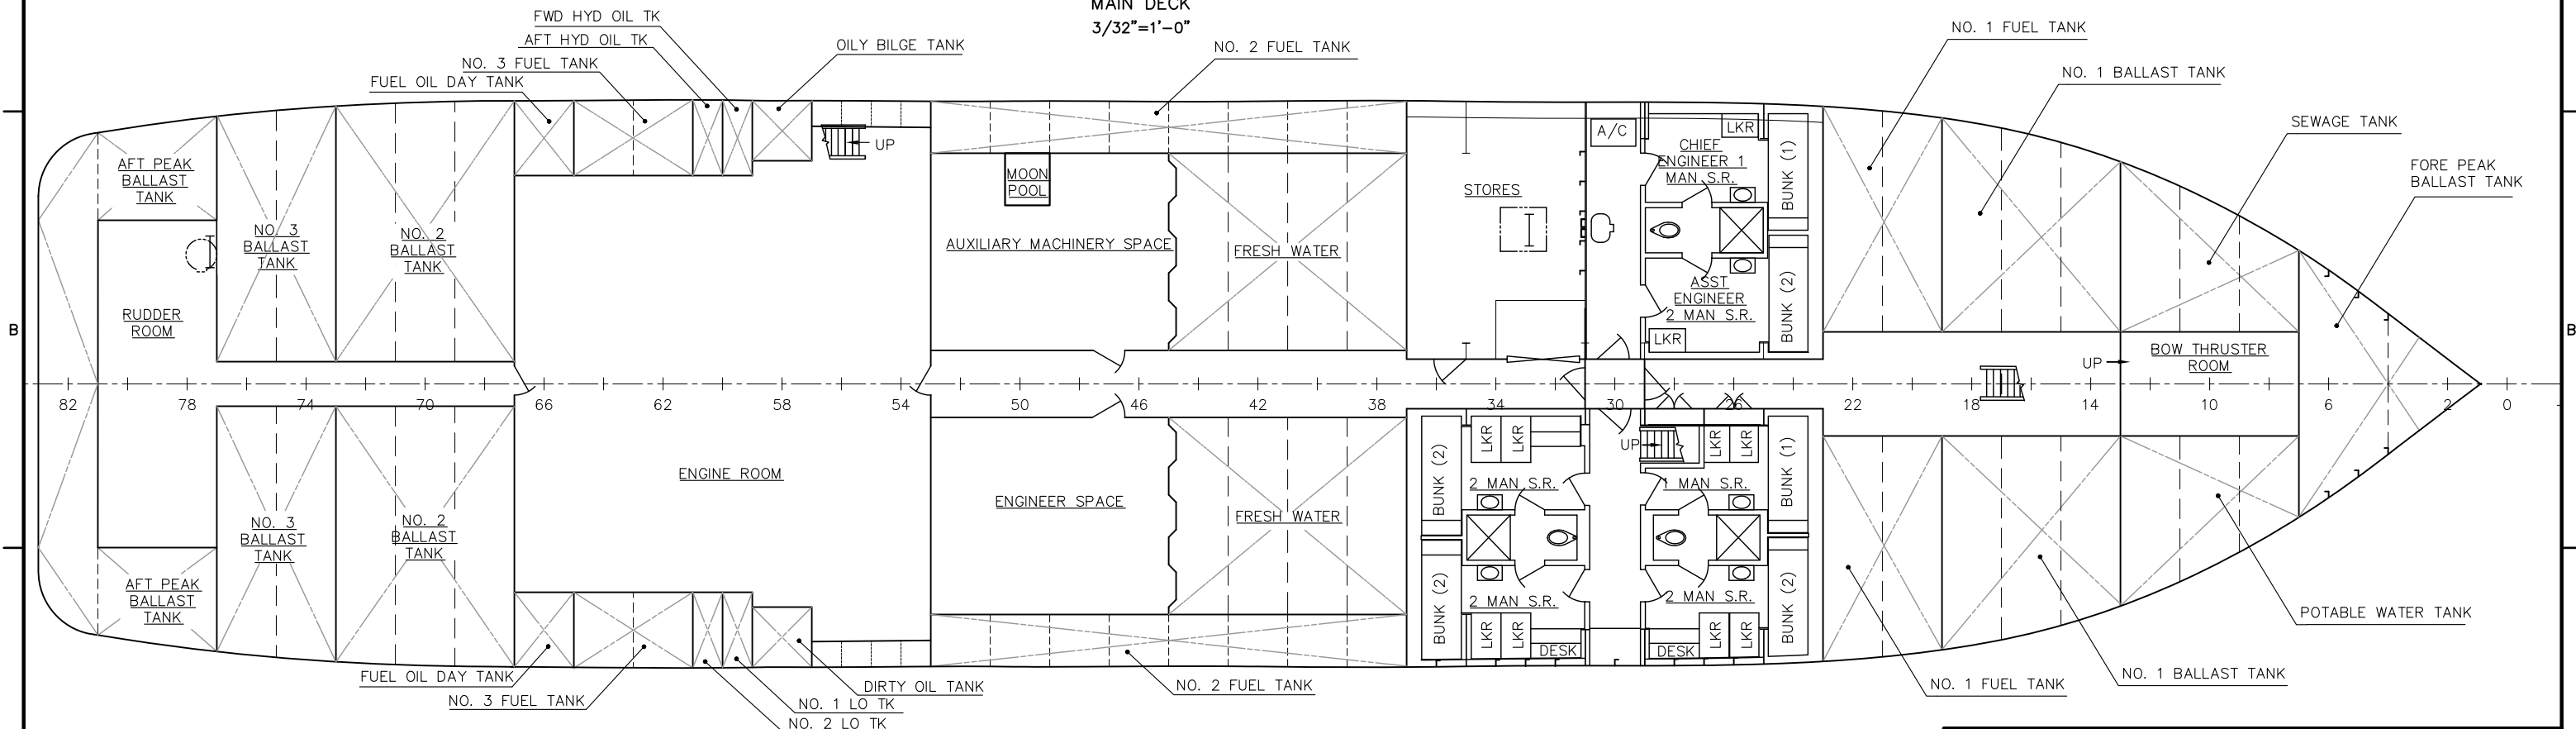 MAIN DECK
3/32"=1'-0"
FWD HYD OIL TK
AFT HYD OIL TK
NO. 3 FUEL TANK
FUEL OIL DAY TANK
OILY BILGE TANK
NO. 2 FUEL TANK
NO. 1 FUEL TANK
NO. 1 BALLAST TANK
SEWAGE TANK
FORE PEAK
BALLAST TANK
AFT PEAK
BALLAST
TANK
NO. 3
BALLAST
TANK
NO. 2
BALLAST
TANK
UP
MOON
POOL
AUXILIARY MACHINERY SPACE
FRESH WATER
STORES
A/C
LKR
CHIEF
ENGINEER 1
MAN S.R.
BUNK (1)
ASST
ENGINEER
2 MAN S.R.
BUNK (2)
LKR
RUDDER
ROOM
B
B
UP
BOW THRUSTER
ROOM
82
78
74
70
66
62
58
54
50
46
42
38
34
30
26
22
18
14
10
6
2
0
ENGINE ROOM
ENGINEER SPACE
FRESH WATER
BUNK (2)
LKR
LKR
2 MAN S.R.
UP
LKR
LKR
1 MAN S.R.
BUNK (1)
NO. 3
BALLAST
TANK
NO. 2
BALLAST
TANK
AFT PEAK
BALLAST
TANK
BUNK (2)
2 MAN S.R.
LKR
LKR
DESK
2 MAN S.R.
DESK
LKR
LKR
BUNK (2)
POTABLE WATER TANK
FUEL OIL DAY TANK
NO. 3 FUEL TANK
DIRTY OIL TANK
NO. 1 LO TK
NO. 2 LO TK
NO. 2 FUEL TANK
NO. 1 FUEL TANK
NO. 1 BALLAST TANK